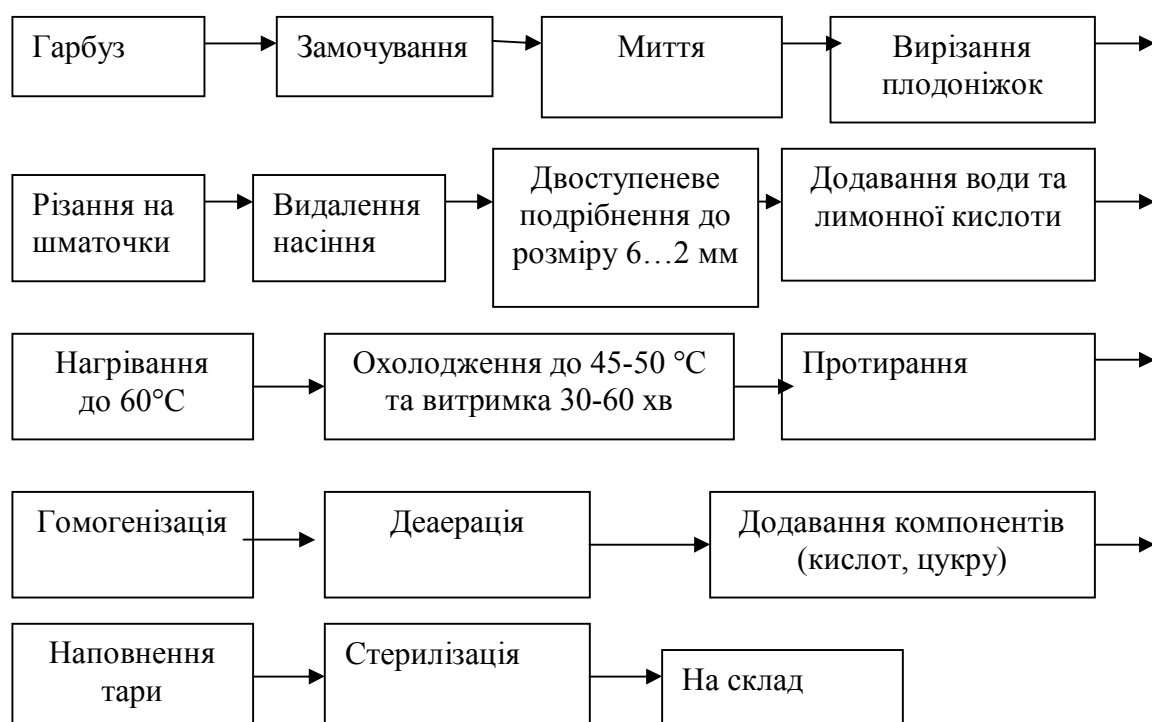 Гарбуз
Замочування
Миття
Вирізання
плодоніжок
Різання на
шматочки
Видалення
насіння
Двоступеневе
подрібнення до
розміру 6…2 мм
Додавання води та
лимонної кислоти
Нагрівання
до 60°С
Охолодження до 45-50 °С
та витримка 30-60 хв
Протирання
Гомогенізація
Деаерація
Додавання компонентів
(кислот, цукру)
Наповнення
тари
Стерилізація
На склад